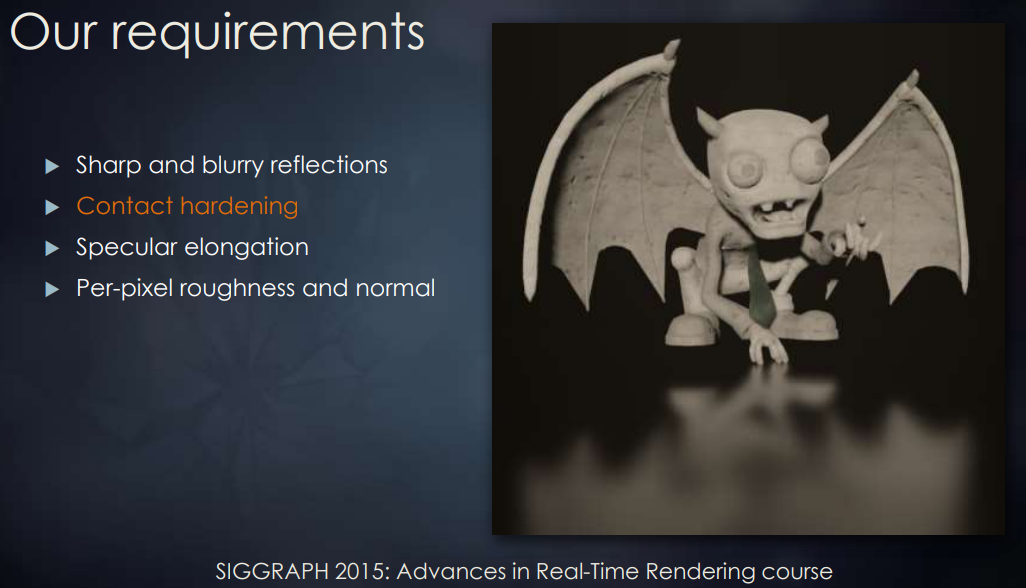 Our requirements
Sharp and blurry reflections
Contact hardening
Specular elongation
Per-pixel roughness and normal
SIGGRAPH 2015: Advances in Real-Time Rendering course